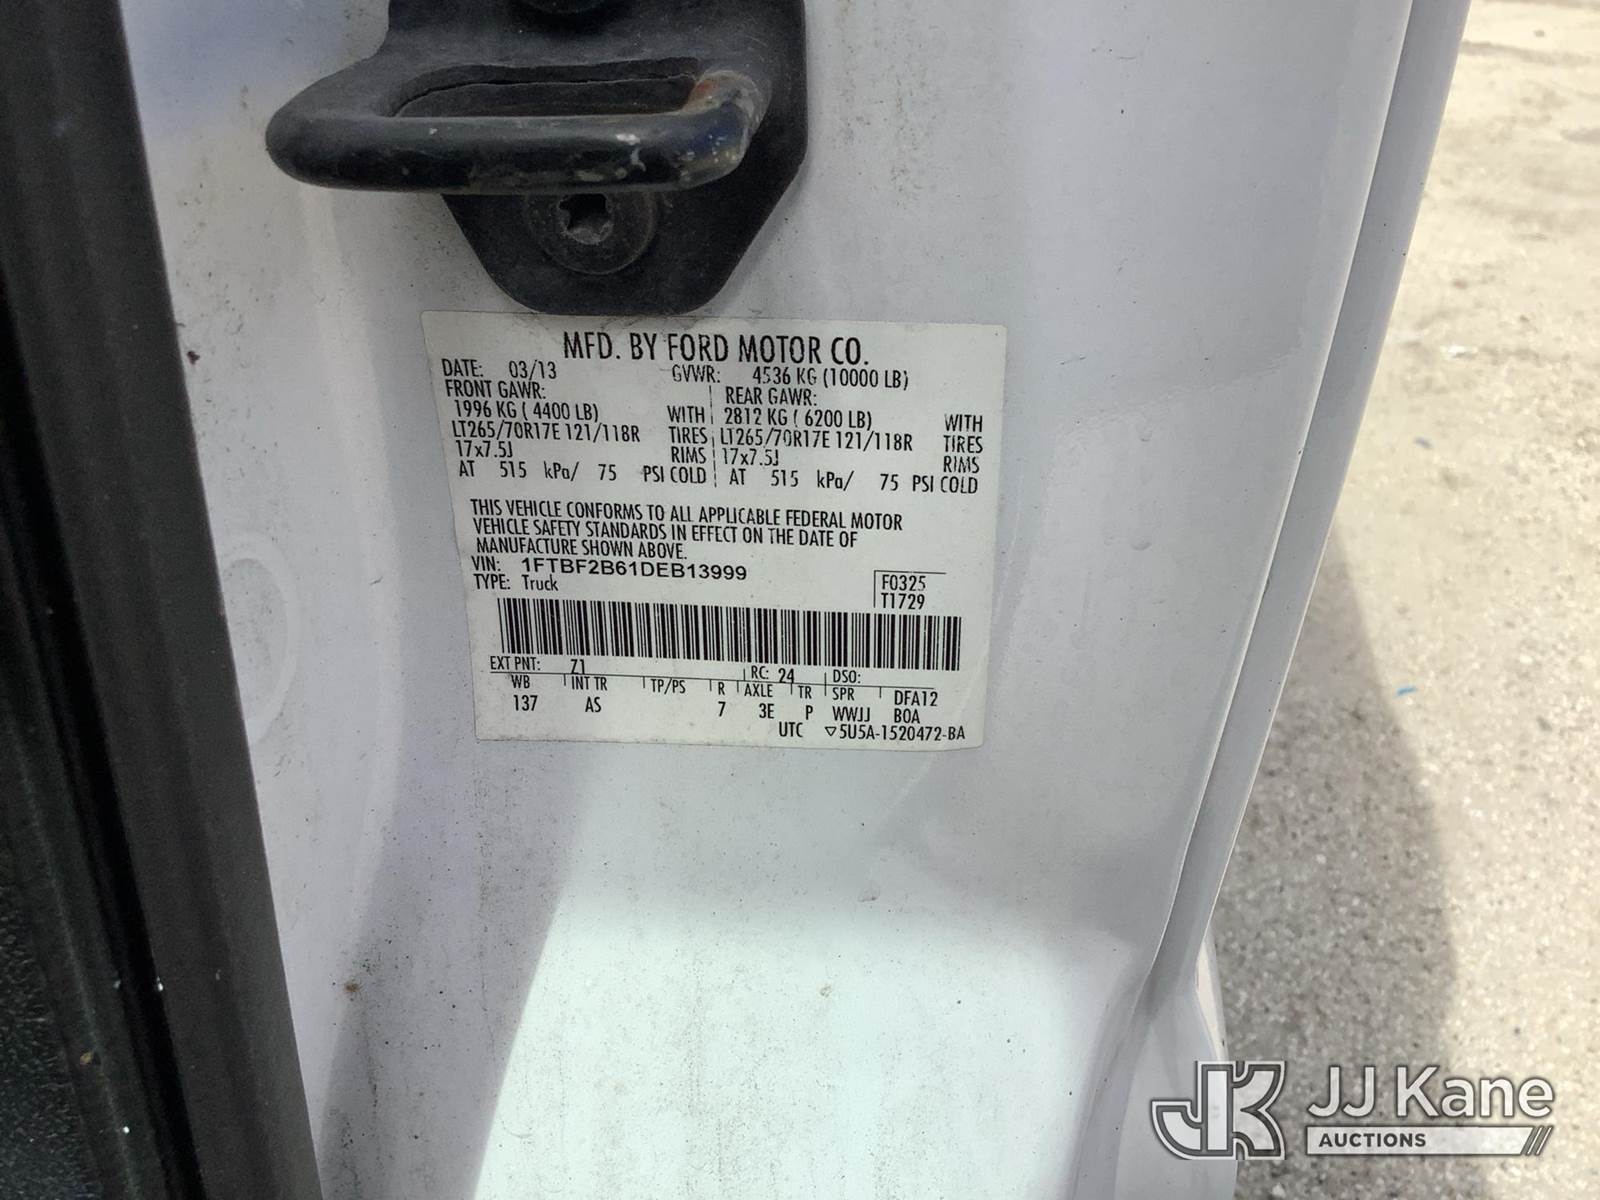 MFD. BY FORD MOTOR CO.
DATE: 03/13 GVWR: 4536 KG (10000 LB)
FRONT GAWR: REAR GAWR:
1996 KG ( 4400 LB) WITH 2812 KG ( 6200 LB) WITH
LT265/70R17E 121/118R TIRES LT265/70R17E 121/118R TIRES
17x7.5J RIMS 17x7.5J RIMS
AT 515 kPa/ 75 PSI COLD AT 515 kPa/ 75 PSI COLD
THIS VEHICLE CONFORMS TO ALL APPLICABLE FEDERAL MOTOR
VEHICLE SAFETY STANDARDS IN EFFECT ON THE DATE OF
MANUFACTURE SHOWN ABOVE.
VIN: 1FTBF2B61DEB13999
TYPE: Truck
F0325
T1729
EXT PNT: Z1 RC: 24 DSO:
WB INT TR TP/PS R AXLE TR SPR DFA12
137 AS 7 3E P WWJJ BOA
UTC ▽5U5A-1520472-BA
JK JJ Kane
AUCTIONS